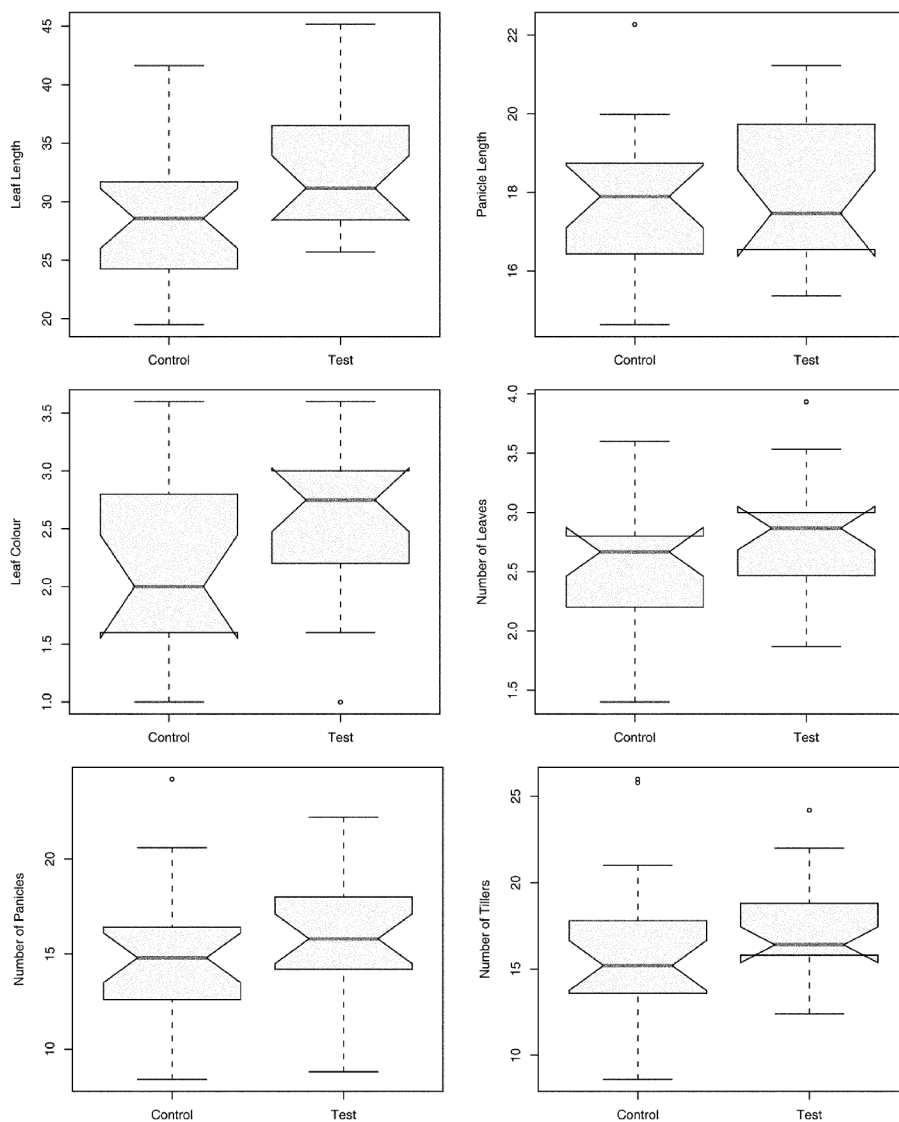 Leaf Length
45
40
35
30
25
20
Control Test
Panicle Length
22
20
18
16
Control Test
Leaf Colour
3.5
3.0
2.5
2.0
1.5
1.0
Control Test
Number of Leaves
4.0
3.5
3.0
2.5
2.0
1.5
Control Test
Number of Panicles
20
15
10
Control Test
Number of Tillers
25
20
15
10
Control Test